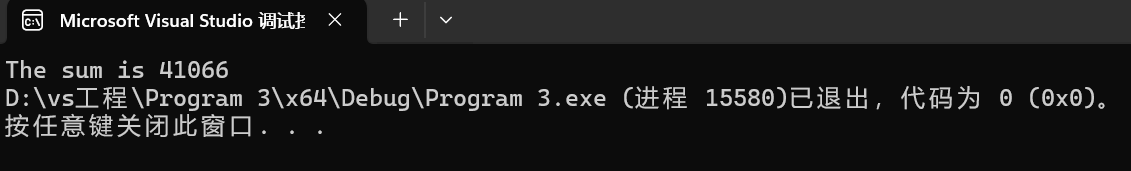 Microsoft Visual Studio 调试控
The sum is 41066
D:\vs工程\Program 3\x64\Debug\Program 3.exe (进程 15580)已退出，代码为 0 (0x0)。
按任意键关闭此窗口. . .